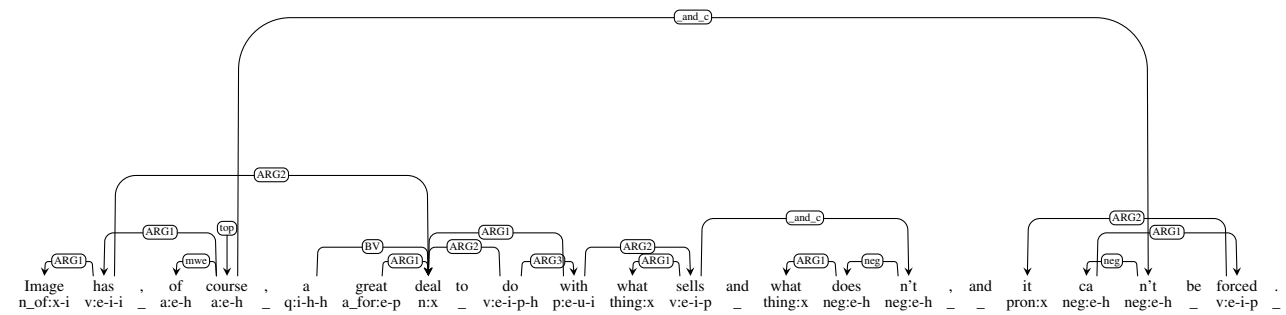 _and_c
ARG2
top
_and_c
ARG1 ARG1 ARG2
BV ARG2 ARG2 ARG1
ARG1 mwe ARG1 ARG3 ARG1 ARG1 neg neg
Image has , of course , a great deal to do with what sells and what does n't , and it ca n't be forced .
n_of:x-i v:e-i-i _ a:e-h a:e-h _ q:i-h-h a_for:e-p n:x _ v:e-i-p-h p:e-u-i thing:x v:e-i-p _ thing:x neg:e-h neg:e-h _ _ pron:x neg:e-h neg:e-h _ v:e-i-p _